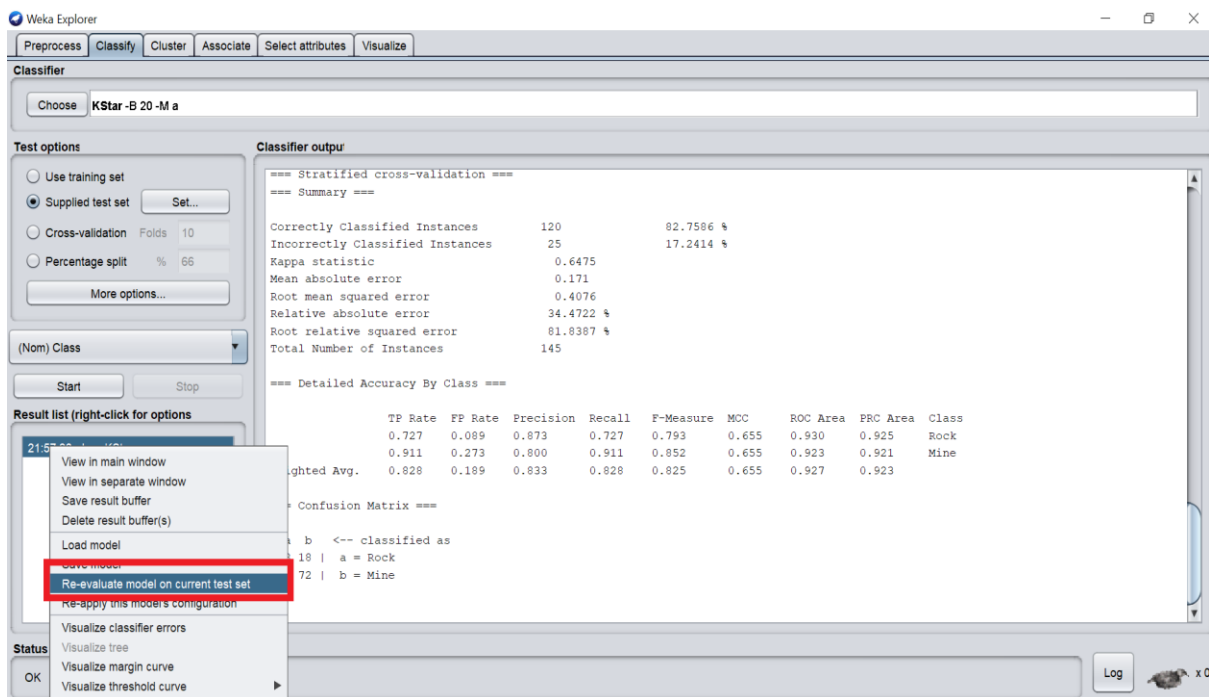 Weka Explorer
Preprocess Classify Cluster Associate Select attributes Visualize
Classifier
Choose KStar -B 20 -M a
Test options
Use training set
Supplied test set Set...
Cross-validation Folds 10
Percentage split % 66
More options...
(Nom) Class
Start Stop
Result list (right-click for options
21:57
View in main window
View in separate window
Save result buffer
Delete result buffer(s)
Load model
Save model
Re-evaluate model on current test set
Re-apply this model's configuration
Visualize classifier errors
Visualize tree
Visualize margin curve
Visualize threshold curve
Status
OK
Classifier output
=== Stratified cross-validation ===
=== Summary ===
Correctly Classified Instances 120 82.7586 %
Incorrectly Classified Instances 25 17.2414 %
Kappa statistic 0.6475
Mean absolute error 0.171
Root mean squared error 0.4076
Relative absolute error 34.4722 %
Root relative squared error 81.8387 %
Total Number of Instances 145
=== Detailed Accuracy By Class ===
TP Rate FP Rate Precision Recall F-Measure MCC ROC Area PRC Area Class
0.727 0.089 0.873 0.727 0.793 0.655 0.930 0.925 Rock
0.911 0.273 0.800 0.911 0.852 0.655 0.923 0.921 Mine
ighted Avg. 0.828 0.189 0.833 0.828 0.825 0.655 0.927 0.923
Confusion Matrix ===
b <-- classified as
18 | a = Rock
72 | b = Mine
Log x 0